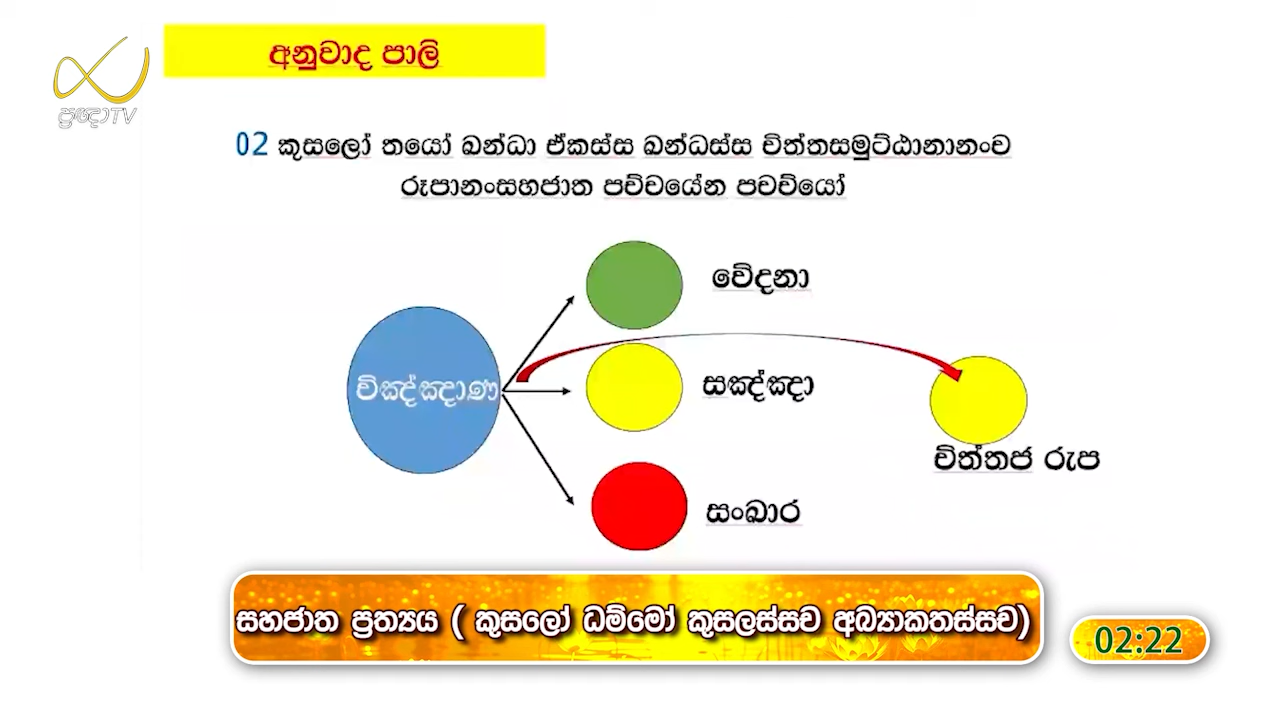 ප්‍රඥාTV
අනුවාද පාලි
02 කුසලෝ තයෝ ඛන්ධා ඒකස්ස ඛන්ධස්ස චිත්තසමුට්ඨානානංච
රූපානංසහජාත පච්චයේන පචච්යෝ
වේදනා
විඤ්ඤාණ
සඤ්ඤා
චිත්තජ රූප
සංඛාර
සහජාත ප්‍රත්‍යය ( කුසලෝ ධම්මෝ කුසලස්සච අබ්‍යාකතස්සච)
02:22